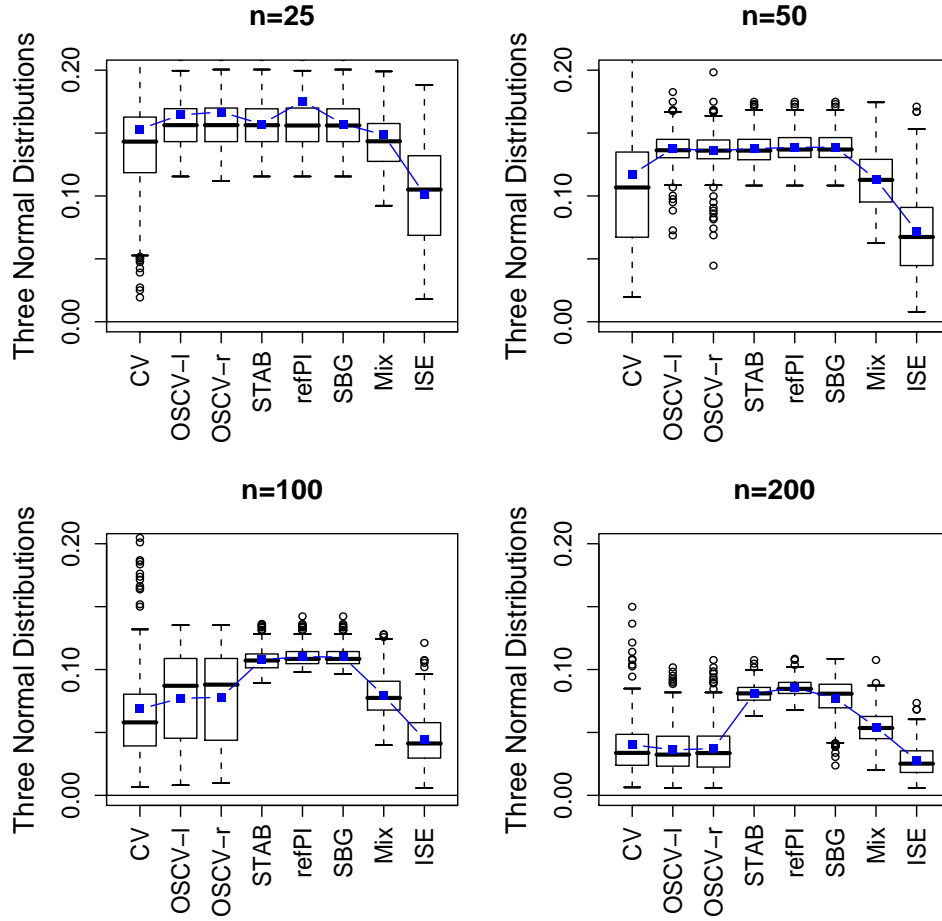 n=25
Three Normal Distributions
0.00
0.10
0.20
CV
OSCV-l
OSCV-r
STAB
refPI
SBG
Mix
ISE
n=50
Three Normal Distributions
0.00
0.10
0.20
CV
OSCV-l
OSCV-r
STAB
refPI
SBG
Mix
ISE
n=100
Three Normal Distributions
0.00
0.10
0.20
CV
OSCV-l
OSCV-r
STAB
refPI
SBG
Mix
ISE
n=200
Three Normal Distributions
0.00
0.10
0.20
CV
OSCV-l
OSCV-r
STAB
refPI
SBG
Mix
ISE